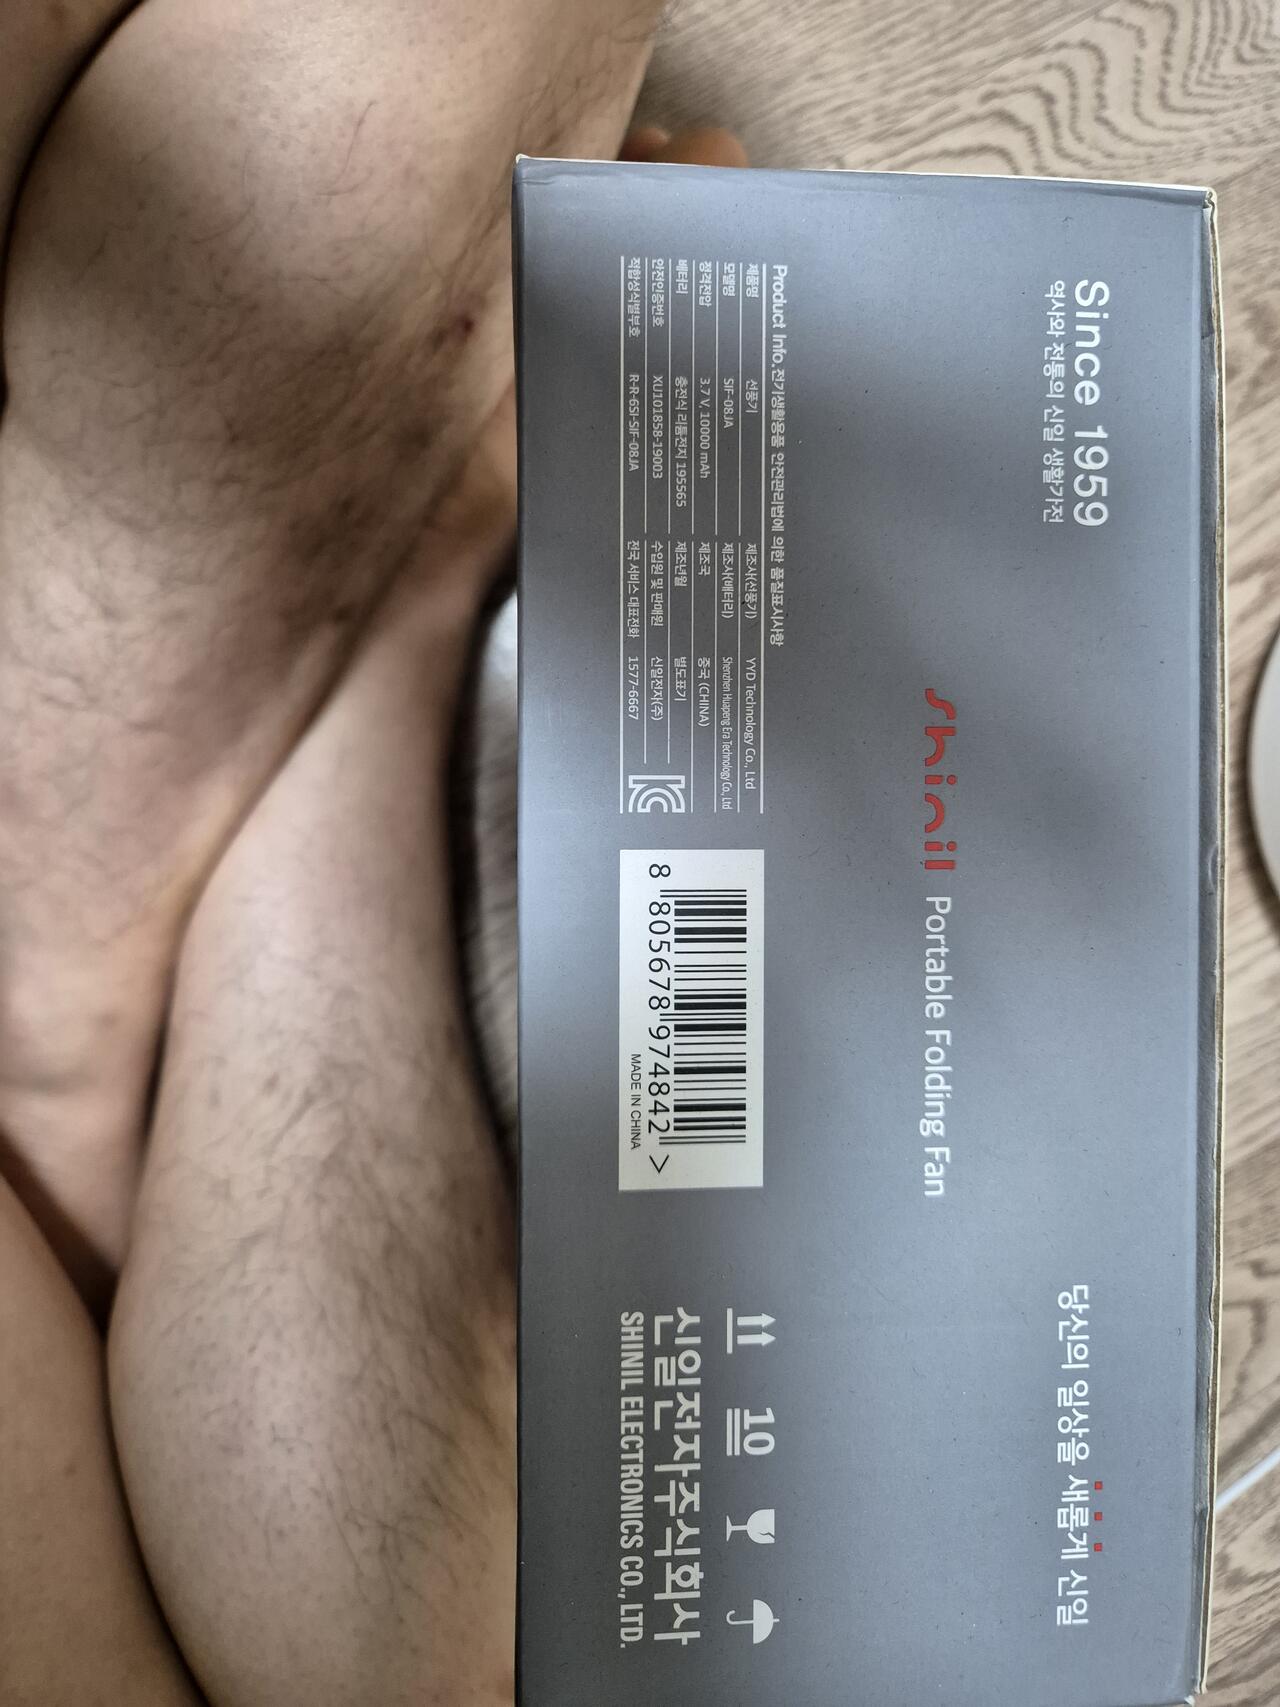 Since 1959
역사와 전통의 신일 생활가전
당신의 일상을 새롭게 신일
shinil Portable Folding Fan
Product Info. 전기생활용품 안전관리법에 의한 품질표시사항
제품명 선풍기 제조사(선풍기) YYD Technology Co., Ltd
모델명 SIF-08JA 제조사(배터리) Shenzhen Huapeng Era Technology Co., Ltd
정격전압 3.7 V, 10000 mAh 제조국 중국 (CHINA)
배터리 충전식 리튬전지 195565 제조년월 별도표기
안전인증번호 XU101858-19003 수입원 및 판매원 신일전자(주)
적합성식별부호 R-R-6SI-SIF-08JA 전국 서비스 대표전화 1577-6667
8 805678 974842 >
MADE IN CHINA
10
신일전자주식회사
SHINIL ELECTRONICS CO., LTD.